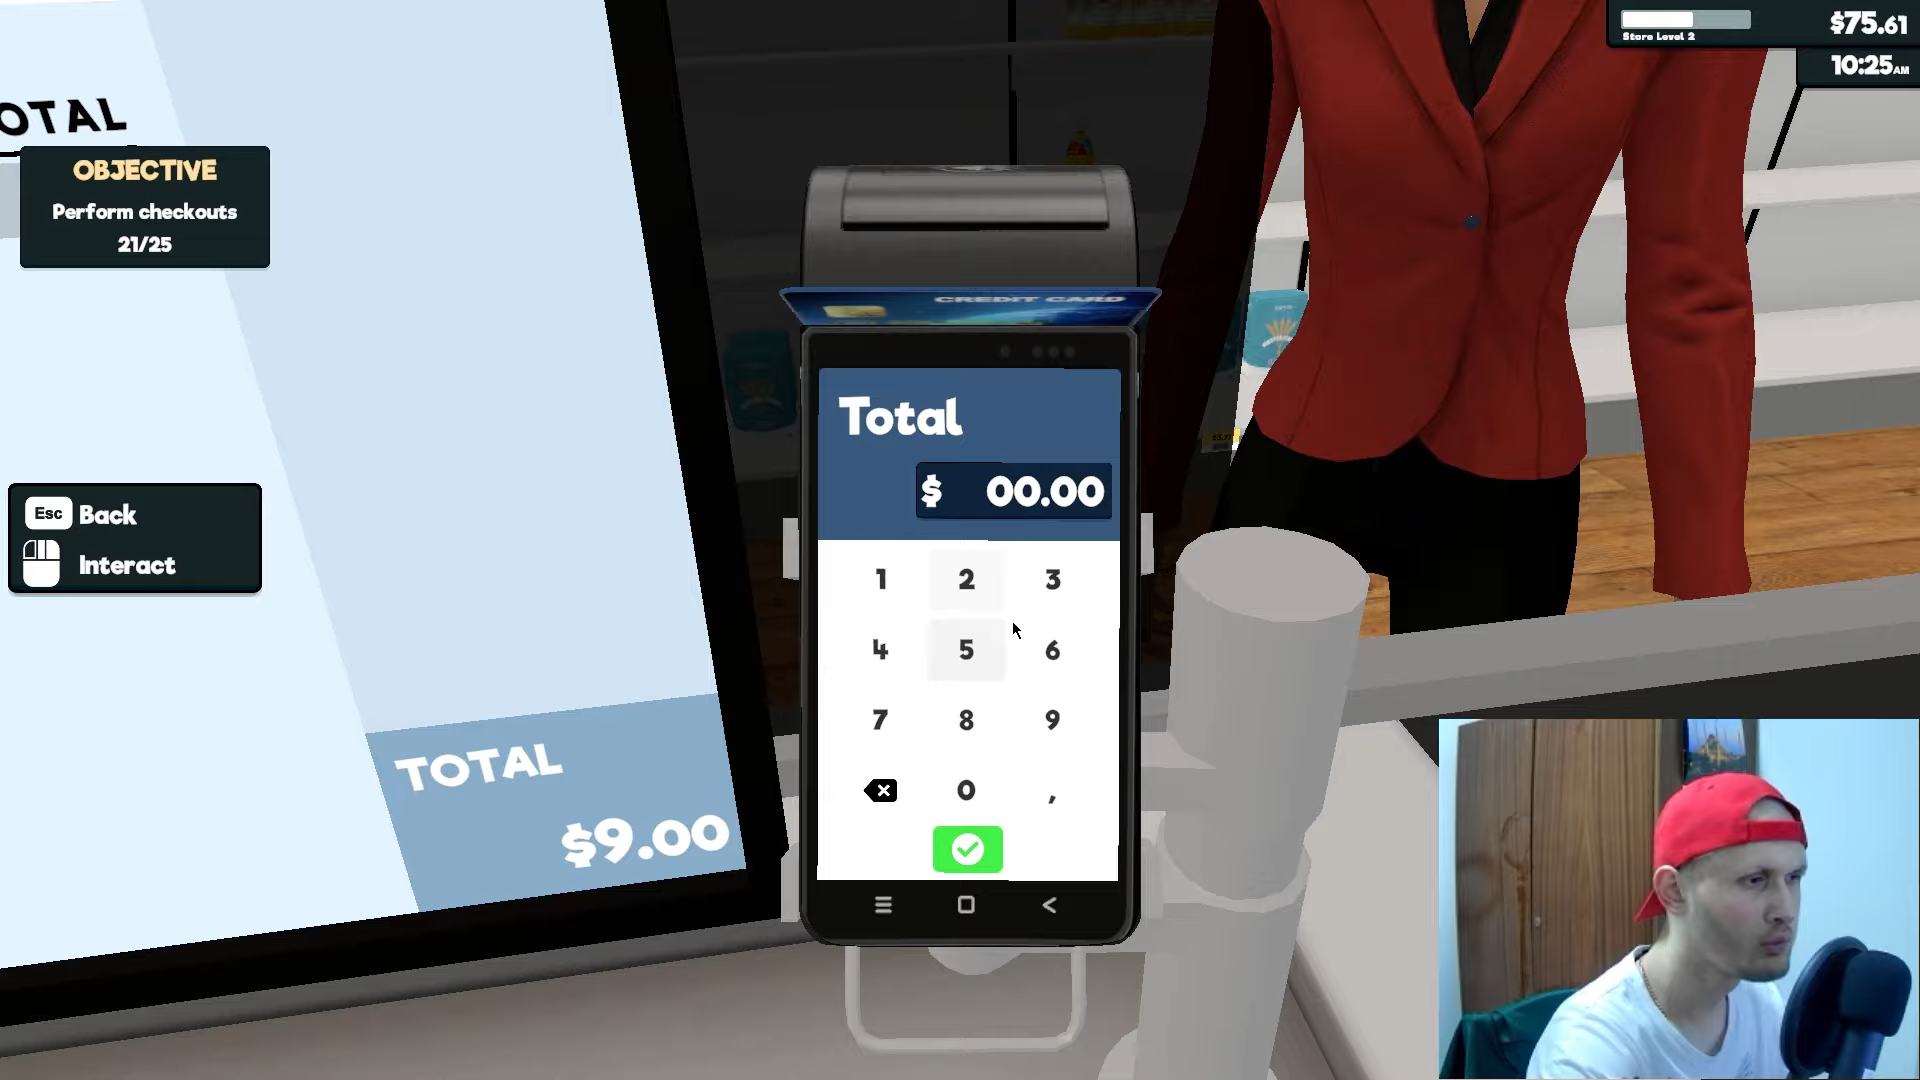 $75.61
Store Level 2
10:25AM
OTAL
OBJECTIVE
Perform checkouts
21/25
CREDIT CARD
Total
$ 00.00
Esc Back
Interact
1 2 3
4 5 6
7 8 9
0 ,
TOTAL
$9.00